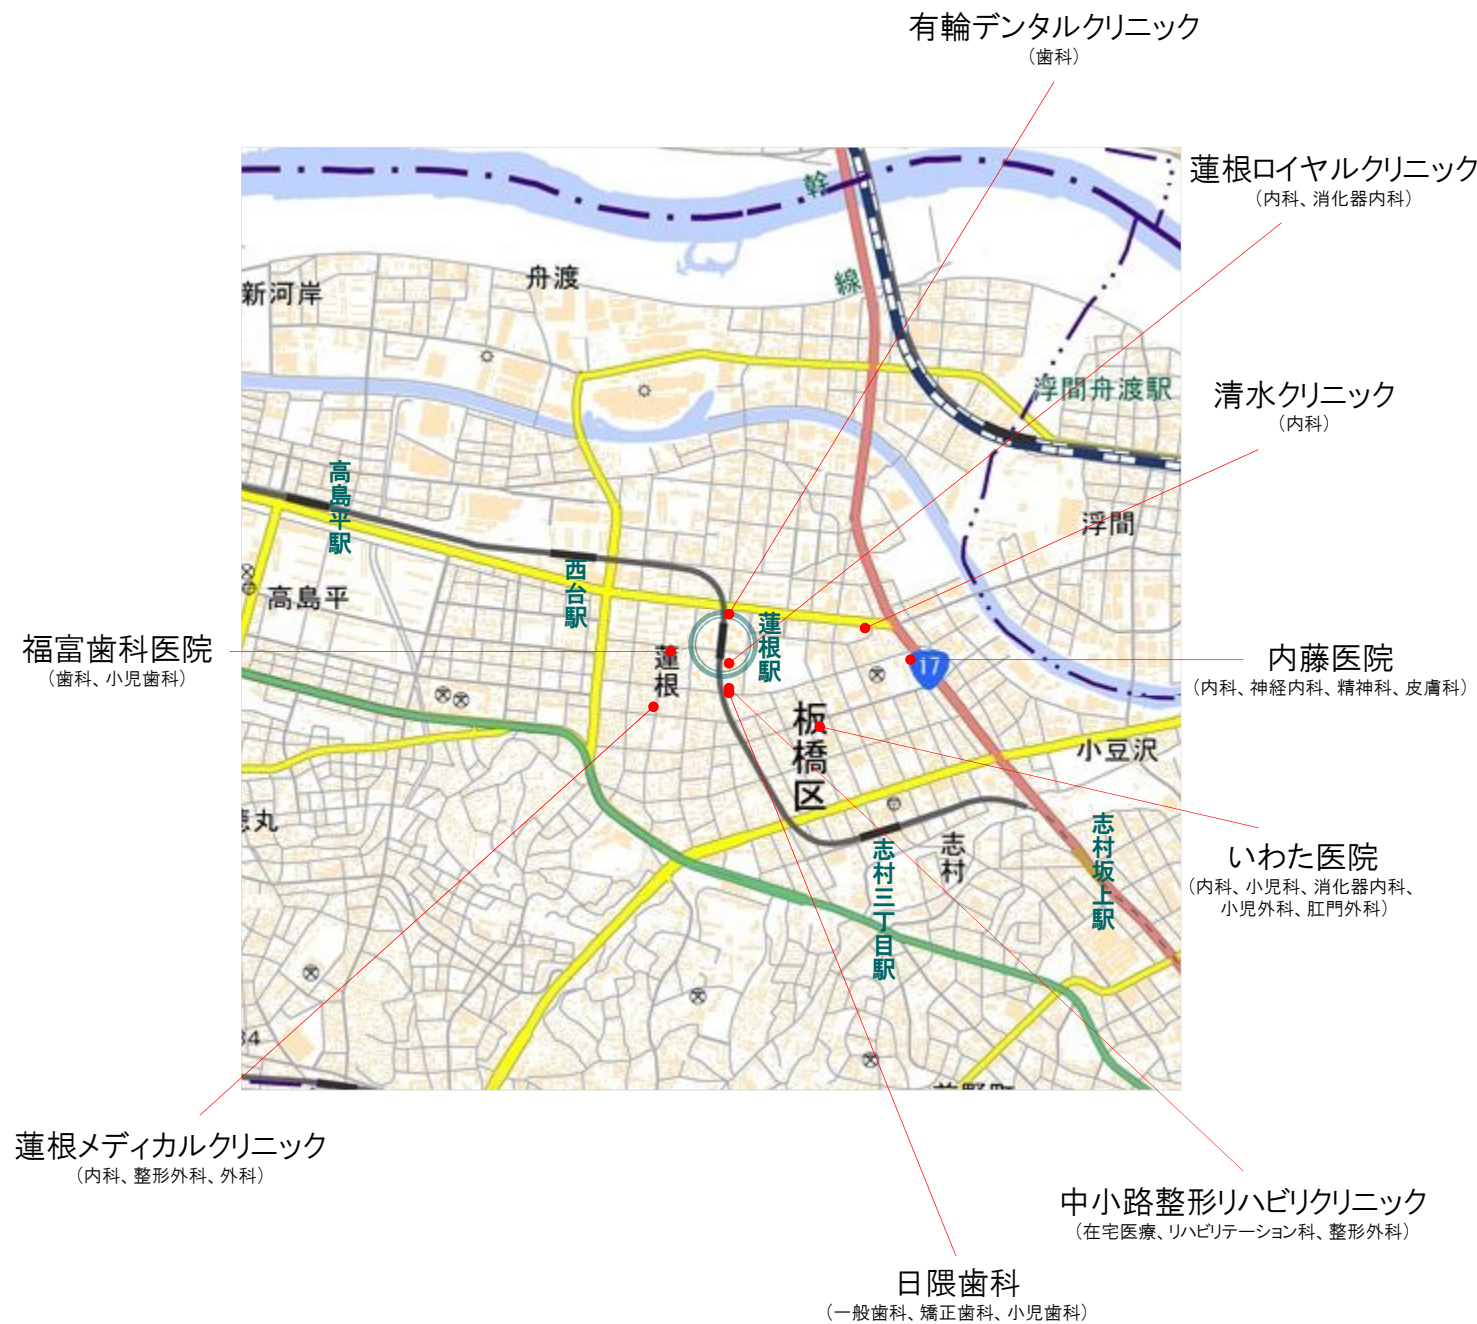 有輪デンタルクリニック
（歯科）
蓮根ロイヤルクリニック
（内科、消化器内科）
幹
線
舟渡
新河岸
浮間舟渡駅
清水クリニック
（内科）
高島平駅
浮間
西台駅
高島平
蓮根駅
福富歯科医院
（歯科、小児歯科）
蓮根
17
内藤医院
（内科、神経内科、精神科、皮膚科）
板橋区
小豆沢
丸
志村
志村三丁目駅
志村坂上駅
いわた医院
（内科、小児科、消化器内科、
小児外科、肛門外科）
34
蓮根メディカルクリニック
（内科、整形外科、外科）
中小路整形リハビリクリニック
（在宅医療、リハビリテーション科、整形外科）
日隈歯科
（一般歯科、矯正歯科、小児歯科）